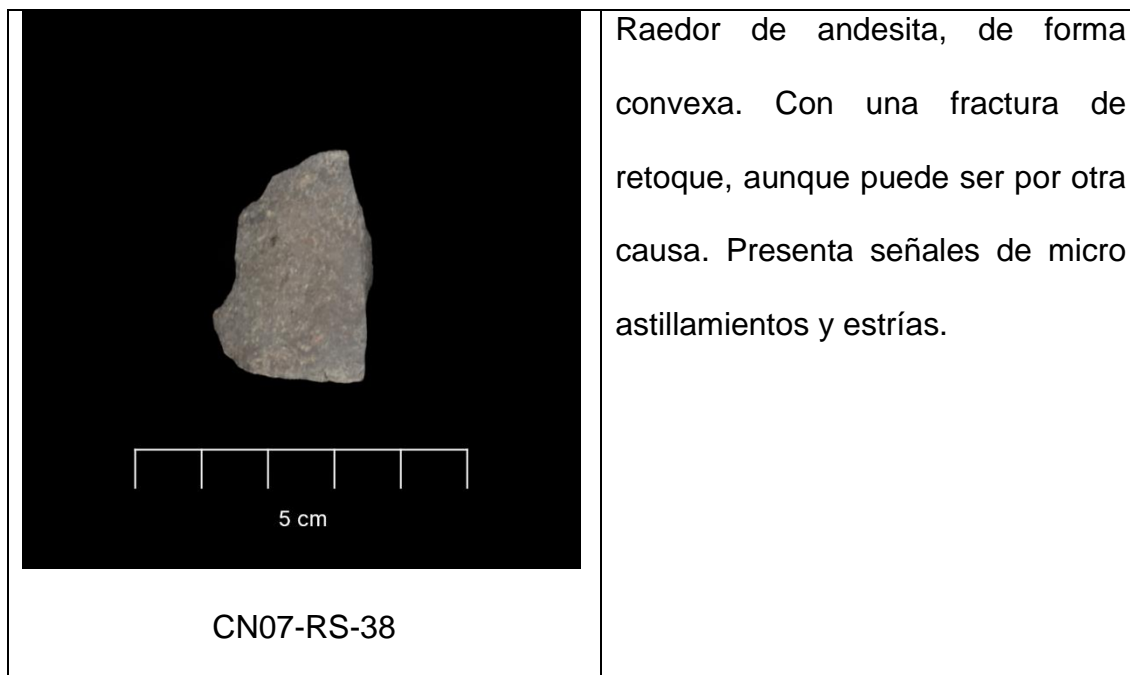 Raedor de andesita, de forma
convexa. Con una fractura de
retoque, aunque puede ser por otra
causa. Presenta señales de micro
astillamientos y estrías.
5 cm
CN07-RS-38